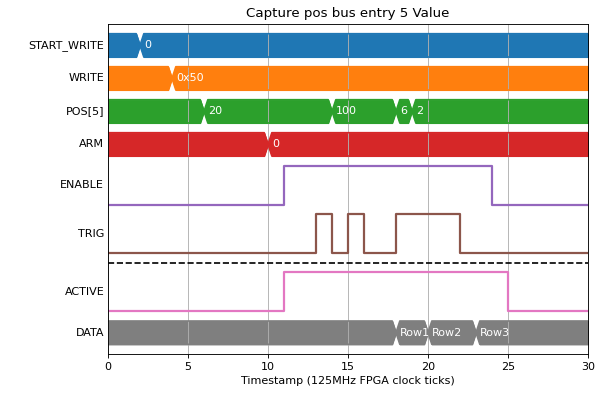 Capture pos bus entry 5 Value
START_WRITE 0
WRITE 0x50
POS[5] 20 100 6 2
ARM 0
ENABLE
TRIG
ACTIVE
DATA Row1 Row2 Row3
0 5 10 15 20 25 30
Timestamp (125MHz FPGA clock ticks)